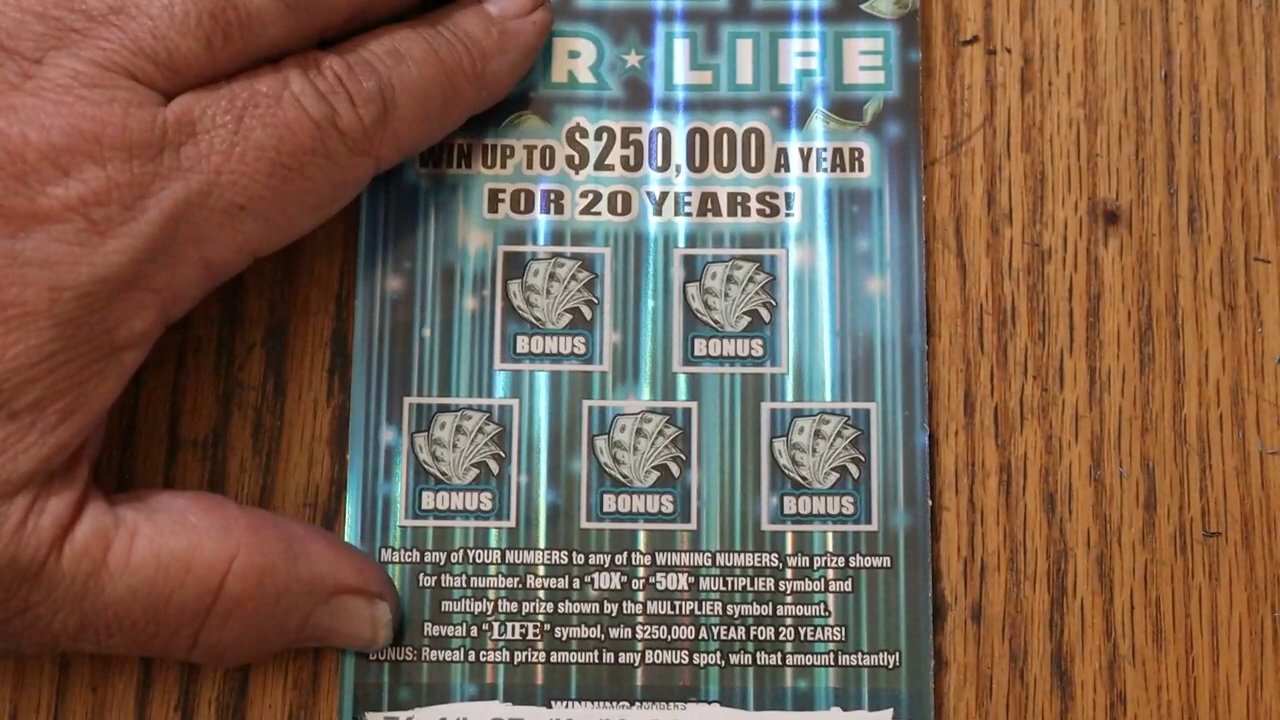 R★LIFE
WIN UP TO $250,000 A YEAR
FOR 20 YEARS!
BONUS BONUS
BONUS BONUS BONUS
Match any of YOUR NUMBERS to any of the WINNING NUMBERS, win prize shown
for that number. Reveal a “10X” or “50X” MULTIPLIER symbol and
multiply the prize shown by the MULTIPLIER symbol amount.
Reveal a “LIFE” symbol, win $250,000 A YEAR FOR 20 YEARS!
BONUS: Reveal a cash prize amount in any BONUS spot, win that amount instantly!
WINNING NUMBERS